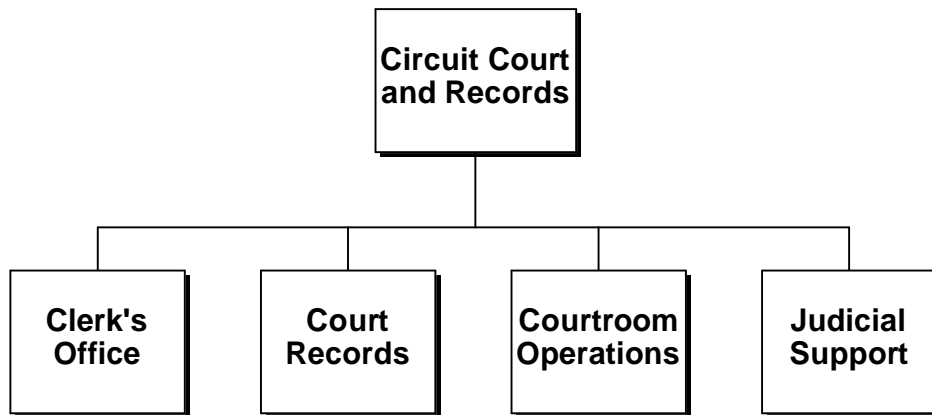 Circuit Court
and Records
Clerk's
Office
Court
Records
Courtroom
Operations
Judicial
Support